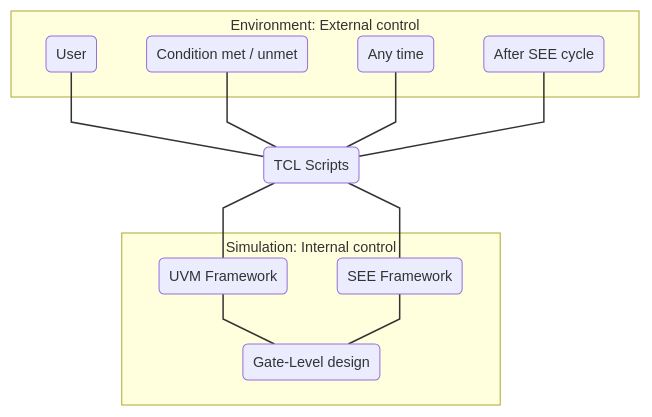 Environment: External control
User
Condition met / unmet
Any time
After SEE cycle
TCL Scripts
Simulation: Internal control
UVM Framework
SEE Framework
Gate-Level design